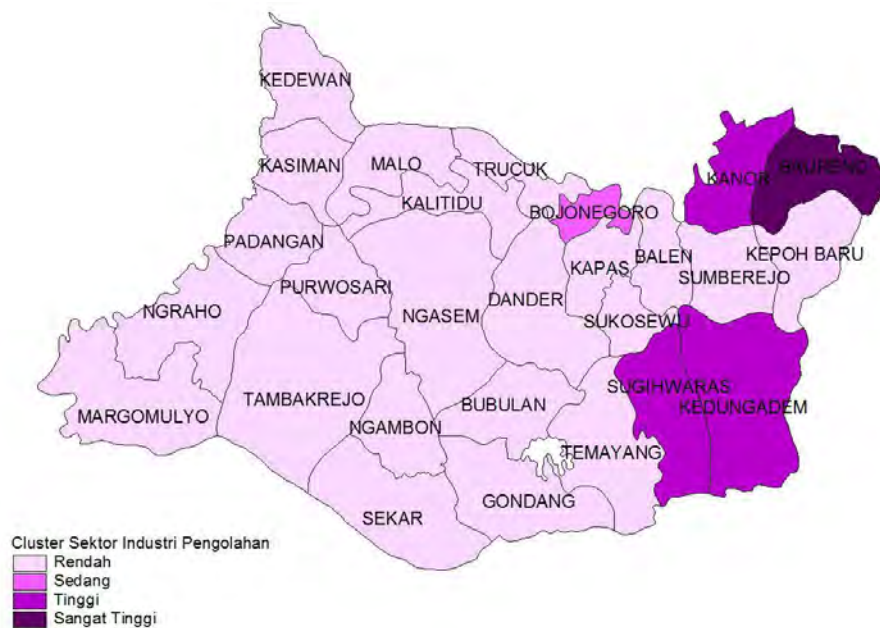 KEDEWAN
KASIMAN
MALO
TRUCUK
KANOR
BAURENO
KALITIDU
BOJONEGORO
PADANGAN
BALEN
KEPOH BARU
PURWOSARI
KAPAS
SUMBEREJO
NGRAHO
NGASEM
DANDER
SUKOSEWU
TAMBAKREJO
SUGIHWARAS
MARGOMULYO
NGAMBON
BUBULAN
KEDUNGADEM
TEMAYANG
GONDANG
SEKAR
Cluster Sektor Industri Pengolahan
Rendah
Sedang
Tinggi
Sangat Tinggi